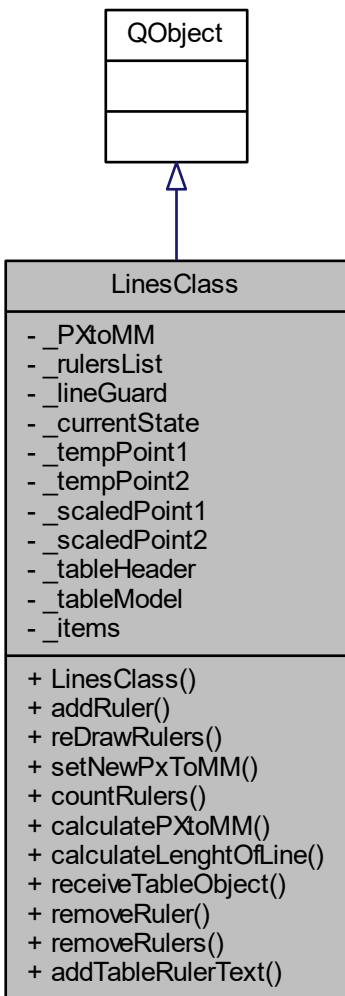 QObject
LinesClass
- _PXtoMM
- _rulersList
- _lineGuard
- _currentState
- _tempPoint1
- _tempPoint2
- _scaledPoint1
- _scaledPoint2
- _tableHeader
- _tableModel
- _items
+ LinesClass()
+ addRuler()
+ reDrawRulers()
+ setNewPxToMM()
+ countRulers()
+ calculatePXtoMM()
+ calculateLenghtOfLine()
+ receiveTableObject()
+ removeRuler()
+ removeRulers()
+ addTableRulerText()